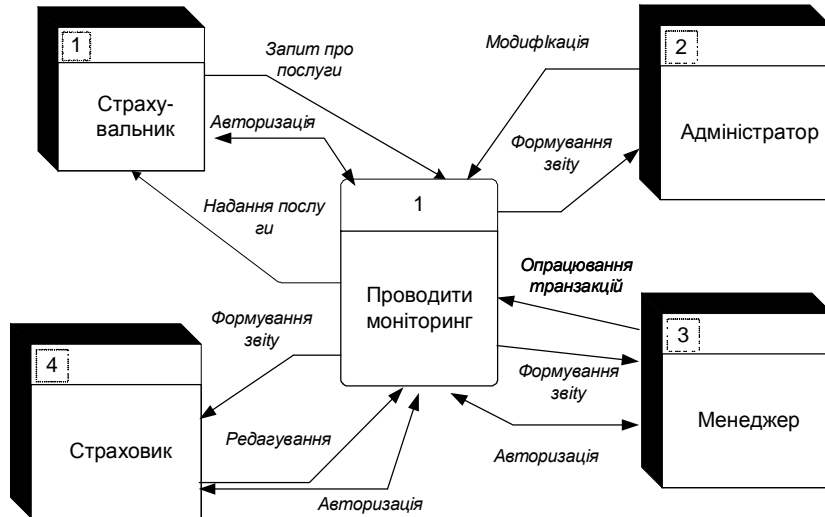 1
Страху-
вальник
Запит про
послуги
Авторизація
Надання послу
ги
МодифІкація
2
Адміністратор
Формування
звіту
1
Проводити
моніторинг
Опрацювання
транзакцій
3
Менеджер
Формування
звіту
Авторизація
Формування
звіту
4
Страховик
Редагування
Авторизація